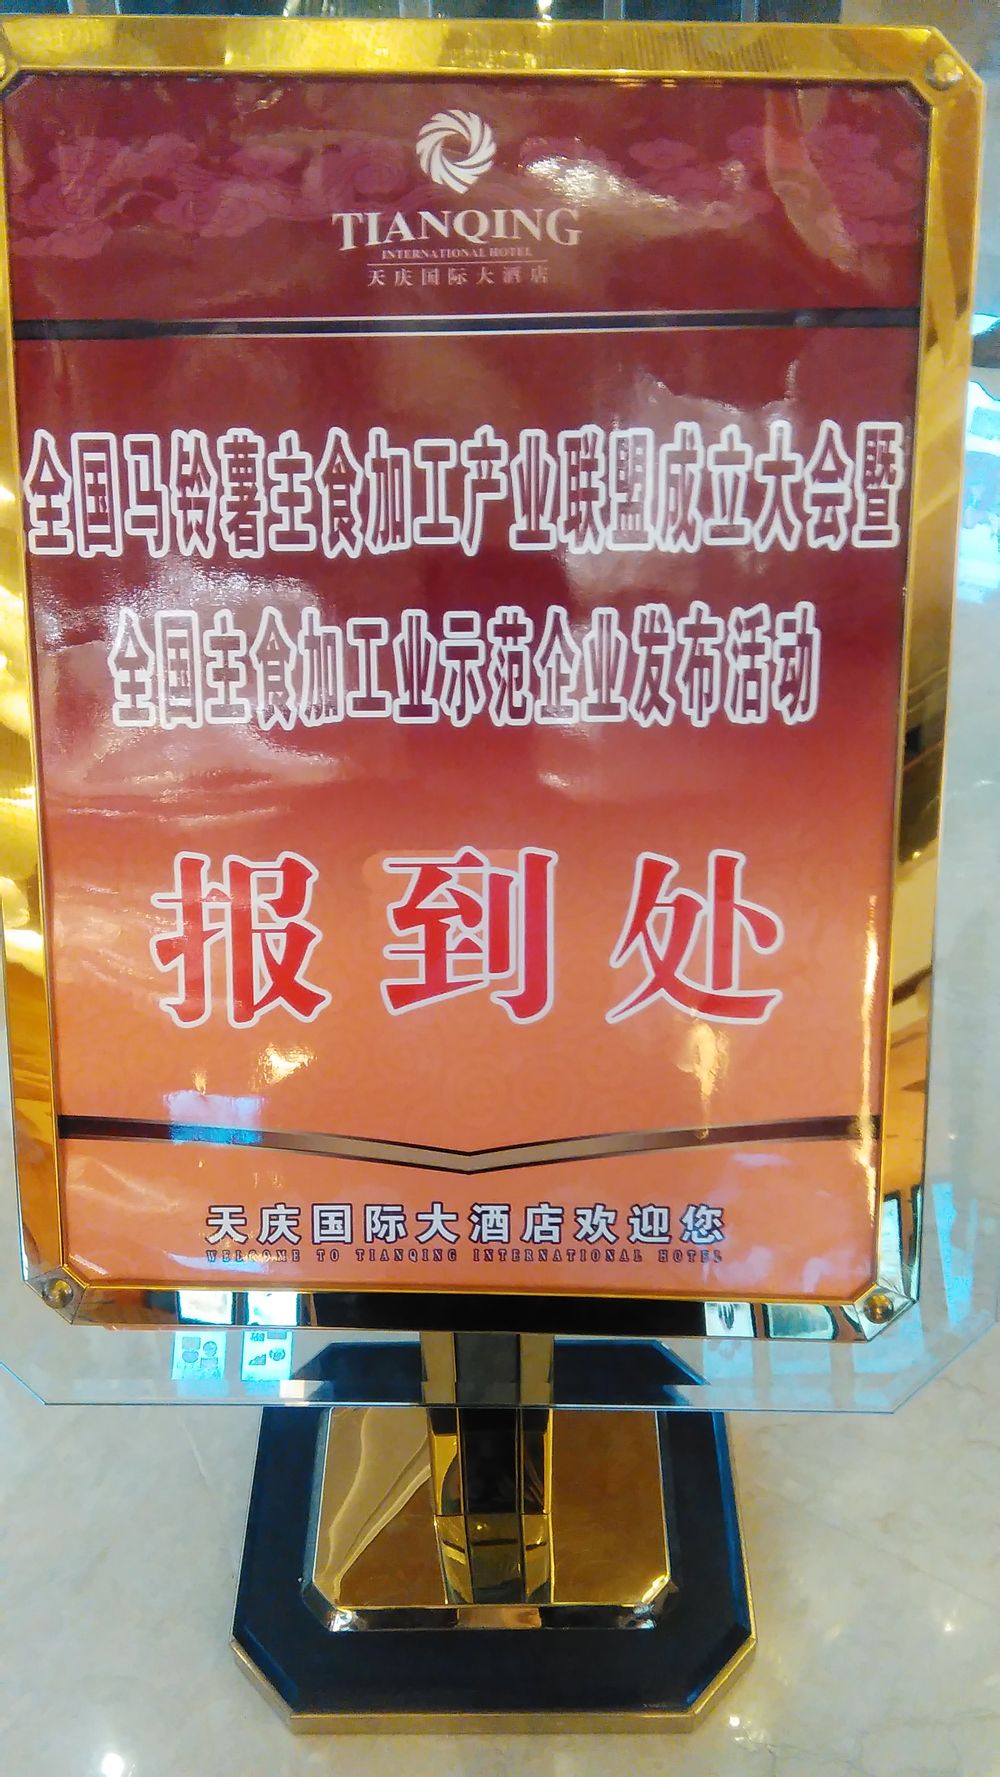 TIANQING
INTERNATIONAL HOTEL
天庆国际大酒店
全国马铃薯主食加工产业联盟成立大会暨
全国主食加工业示范企业发布活动
报到处
天庆国际大酒店欢迎您
WELCOME TO TIANQING INTERNATIONAL HOTEL